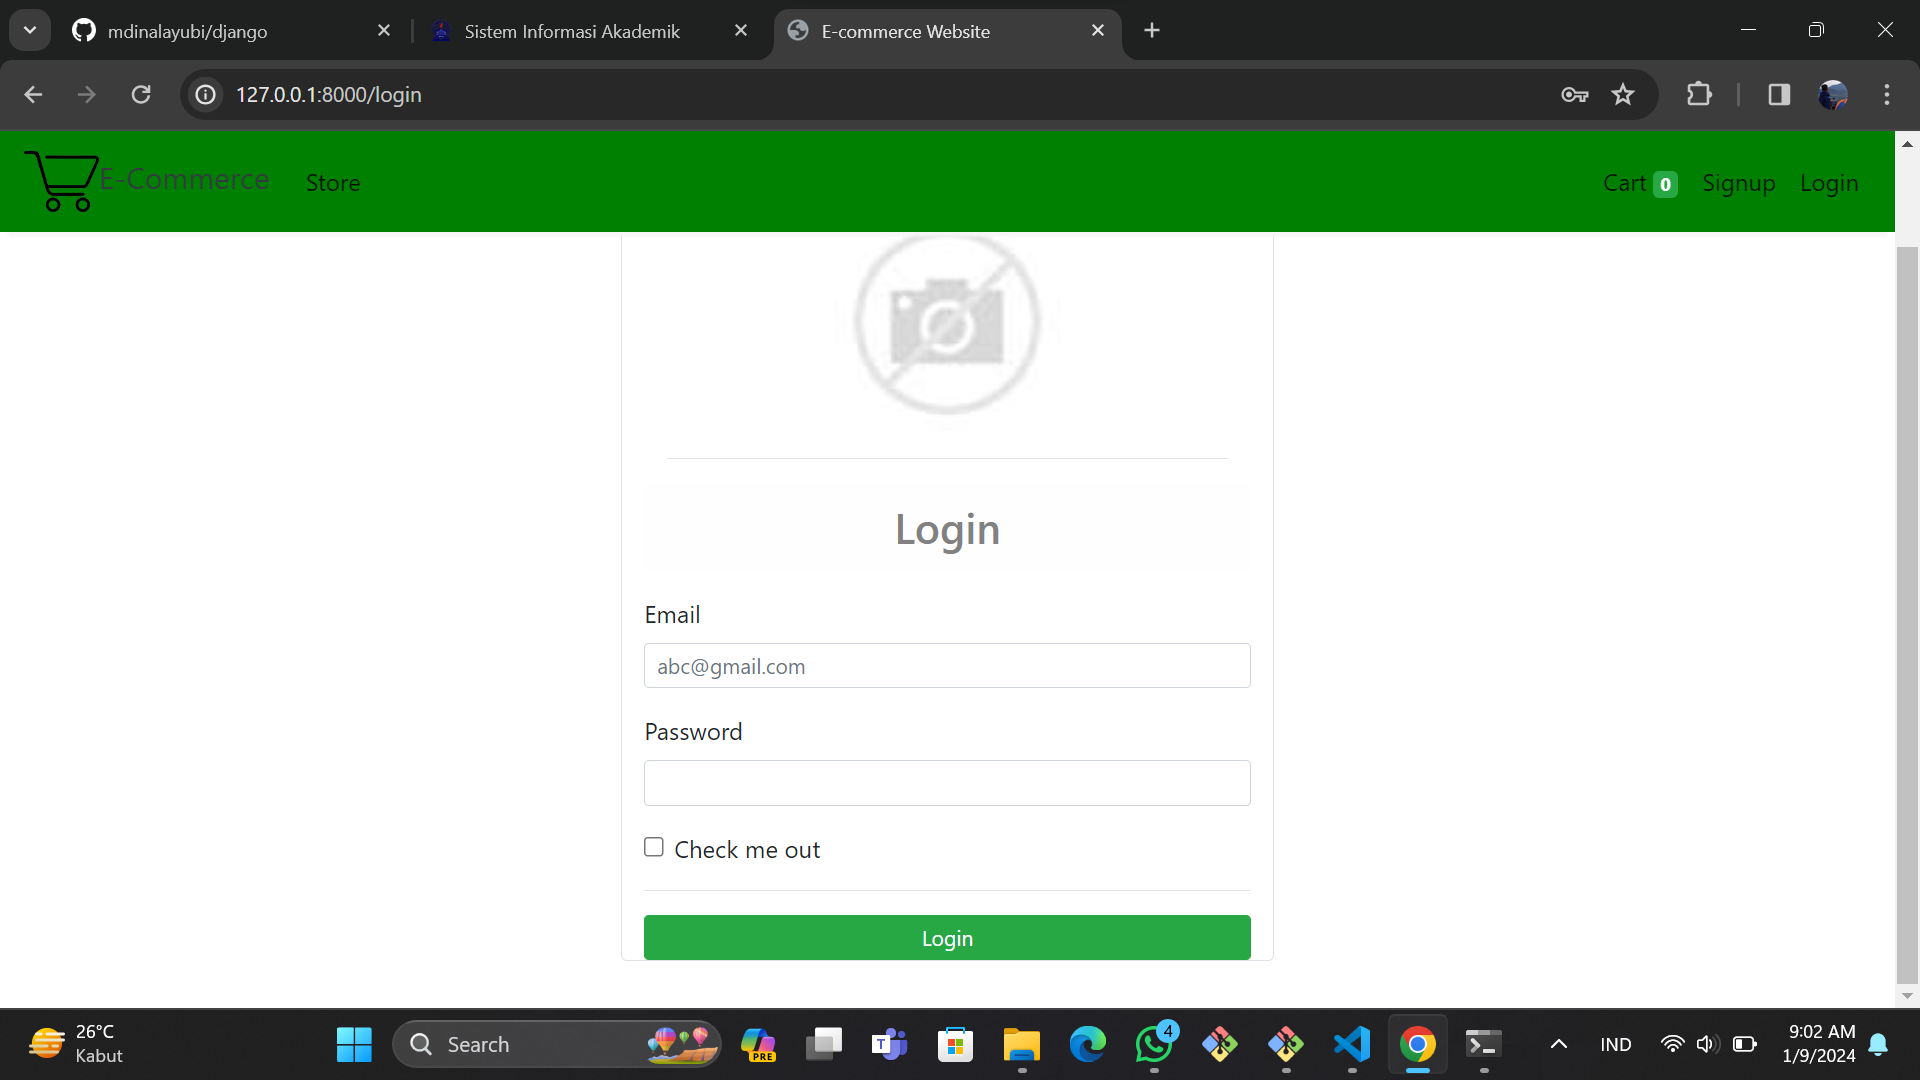 mdinalayubi/django
Sistem Informasi Akademik
E-commerce Website
127.0.0.1:8000/login
E-Commerce
Store
Cart 0
Signup
Login
Login
Email
abc@gmail.com
Password
Check me out
Login
26°C
Kabut
Search
PRE
T
4
IND
9:02 AM
1/9/2024